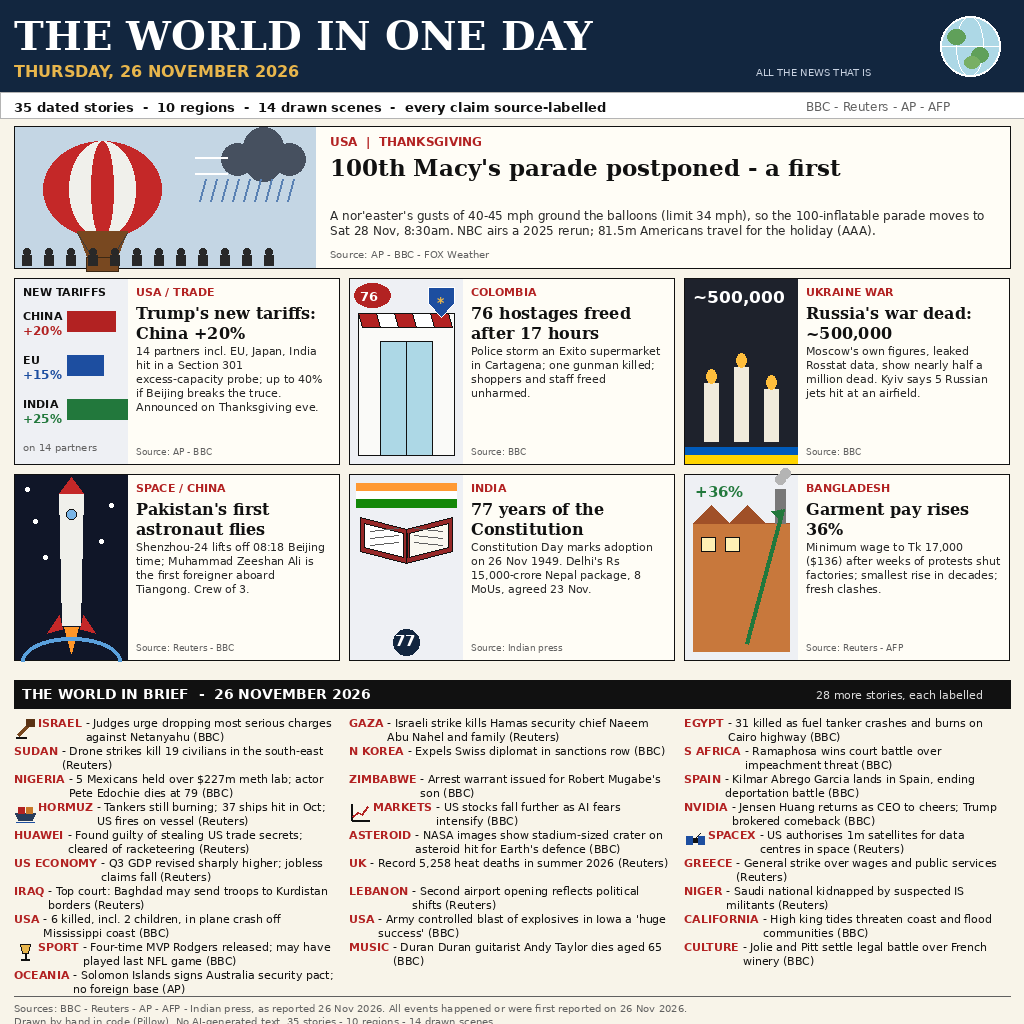 THE WORLD IN ONE DAY
THURSDAY, 26 NOVEMBER 2026
ALL THE NEWS THAT IS
35 dated stories - 10 regions - 14 drawn scenes - every claim source-labelled
BBC - Reuters - AP - AFP
USA | THANKSGIVING
100th Macy's parade postponed - a first
A nor'easter's gusts of 40-45 mph ground the balloons (limit 34 mph), so the 100-inflatable parade moves to
Sat 28 Nov, 8:30am. NBC airs a 2025 rerun; 81.5m Americans travel for the holiday (AAA).
Source: AP - BBC - FOX Weather
NEW TARIFFS
CHINA
+20%
EU
+15%
INDIA
+25%
on 14 partners
USA / TRADE
Trump's new tariffs:
China +20%
14 partners incl. EU, Japan, India
hit in a Section 301
excess-capacity probe; up to 40%
if Beijing breaks the truce.
Announced on Thanksgiving eve.
Source: AP - BBC
76
*
COLOMBIA
76 hostages freed
after 17 hours
Police storm an Exito supermarket
in Cartagena; one gunman killed;
shoppers and staff freed
unharmed.
Source: BBC
~500,000
UKRAINE WAR
Russia's war dead:
~500,000
Moscow's own figures, leaked
Rosstat data, show nearly half a
million dead. Kyiv says 5 Russian
jets hit at an airfield.
Source: BBC
SPACE / CHINA
Pakistan's first
astronaut flies
Shenzhou-24 lifts off 08:18 Beijing
time; Muhammad Zeeshan Ali is
the first foreigner aboard
Tiangong. Crew of 3.
Source: Reuters - BBC
77
INDIA
77 years of the
Constitution
Constitution Day marks adoption
on 26 Nov 1949. Delhi's Rs
15,000-crore Nepal package, 8
MoUs, agreed 23 Nov.
Source: Indian press
+36%
BANGLADESH
Garment pay rises
36%
Minimum wage to Tk 17,000
($136) after weeks of protests shut
factories; smallest rise in decades;
fresh clashes.
Source: Reuters - AFP
THE WORLD IN BRIEF - 26 NOVEMBER 2026
28 more stories, each labelled
ISRAEL - Judges urge dropping most serious charges
against Netanyahu (BBC)
SUDAN - Drone strikes kill 19 civilians in the south-east
(Reuters)
NIGERIA - 5 Mexicans held over $227m meth lab; actor
Pete Edochie dies at 79 (BBC)
HORMUZ - Tankers still burning; 37 ships hit in Oct;
US fires on vessel (Reuters)
HUAWEI - Found guilty of stealing US trade secrets;
cleared of racketeering (Reuters)
US ECONOMY - Q3 GDP revised sharply higher; jobless
claims fall (Reuters)
IRAQ - Top court: Baghdad may send troops to Kurdistan
borders (Reuters)
USA - 6 killed, incl. 2 children, in plane crash off
Mississippi coast (BBC)
SPORT - Four-time MVP Rodgers released; may have
played last NFL game (BBC)
OCEANIA - Solomon Islands signs Australia security pact;
no foreign base (AP)
GAZA - Israeli strike kills Hamas security chief Naeem
Abu Nahel and family (Reuters)
N KOREA - Expels Swiss diplomat in sanctions row (BBC)
ZIMBABWE - Arrest warrant issued for Robert Mugabe's
son (BBC)
MARKETS - US stocks fall further as AI fears
intensify (BBC)
ASTEROID - NASA images show stadium-sized crater on
asteroid hit for Earth's defence (BBC)
UK - Record 5,258 heat deaths in summer 2026 (Reuters)
LEBANON - Second airport opening reflects political
shifts (Reuters)
USA - Army controlled blast of explosives in Iowa a 'huge
success' (BBC)
MUSIC - Duran Duran guitarist Andy Taylor dies aged 65
(BBC)
EGYPT - 31 killed as fuel tanker crashes and burns on
Cairo highway (BBC)
S AFRICA - Ramaphosa wins court battle over
impeachment threat (BBC)
SPAIN - Kilmar Abrego Garcia lands in Spain, ending
deportation battle (BBC)
NVIDIA - Jensen Huang returns as CEO to cheers; Trump
brokered comeback (BBC)
SPACEX - US authorises 1m satellites for data
centres in space (Reuters)
GREECE - General strike over wages and public services
(Reuters)
NIGER - Saudi national kidnapped by suspected IS
militants (Reuters)
CALIFORNIA - High king tides threaten coast and flood
communities (BBC)
CULTURE - Jolie and Pitt settle legal battle over French
winery (BBC)
Sources: BBC - Reuters - AP - AFP - Indian press, as reported 26 Nov 2026. All events happened or were first reported on 26 Nov 2026.
Drawn by hand in code (Pillow). No AI-generated text. 35 stories - 10 regions - 14 drawn scenes.